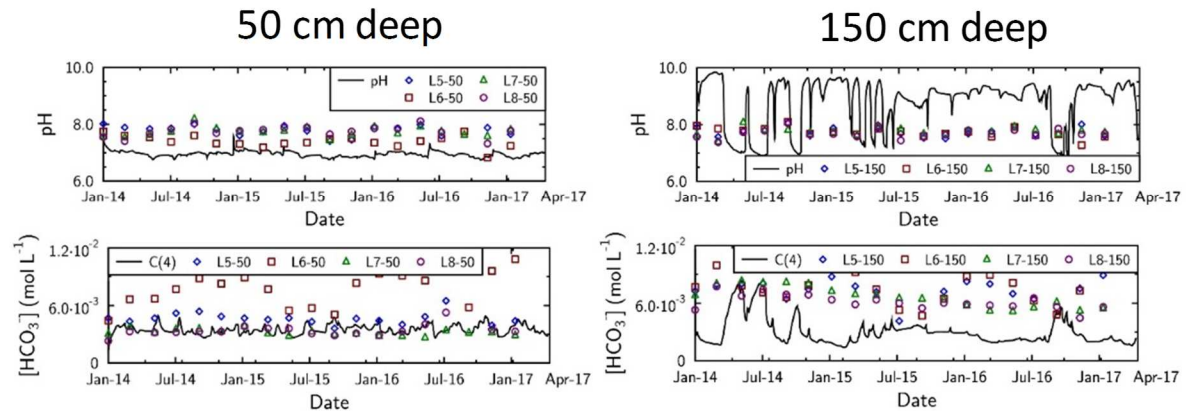 50 cm deep
150 cm deep
10.0
pH L5-50 L7-50
L6-50 L8-50
8.0
6.0
pH
Jan-14 Jul-14 Jan-15 Jul-15 Jan-16 Jul-16 Jan-17 Apr-17
Date
10.0
8.0
6.0
pH
pH L5-150 L6-150 L7-150 L8-150
Jan-14 Jul-14 Jan-15 Jul-15 Jan-16 Jul-16 Jan-17 Apr-17
Date
1.2·10⁻²
C(4) L5-50 L6-50 L7-50 L8-50
6.0·10⁻³
0
[HCO₃] (mol L⁻¹)
Jan-14 Jul-14 Jan-15 Jul-15 Jan-16 Jul-16 Jan-17 Apr-17
Date
1.2·10⁻²
C(4) L5-150 L6-150 L7-150 L8-150
6.0·10⁻³
0
[HCO₃] (mol L⁻¹)
Jan-14 Jul-14 Jan-15 Jul-15 Jan-16 Jul-16 Jan-17 Apr-17
Date